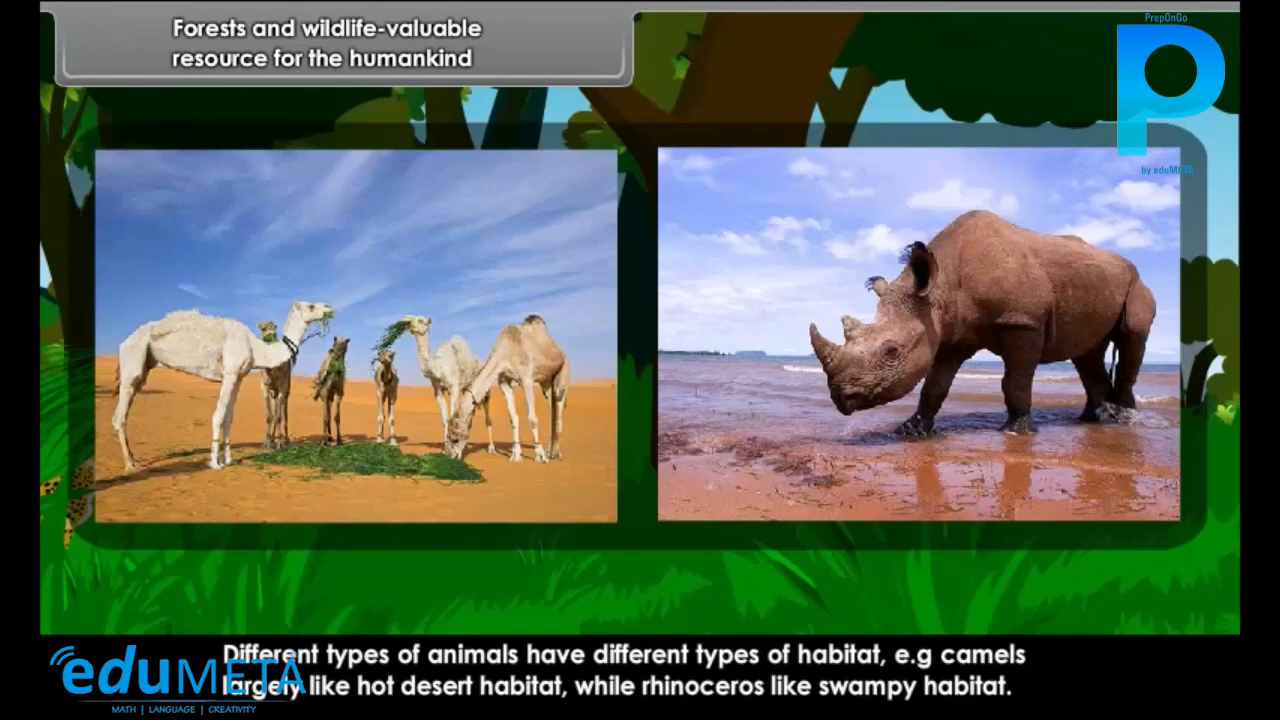 Forests and wildlife-valuable
resource for the humankind
PrepOnGo
P
by eduMETA
Different types of animals have different types of habitat, e.g camels
largely like hot desert habitat, while rhinoceros like swampy habitat.
eduMETA
MATH | LANGUAGE | CREATIVITY